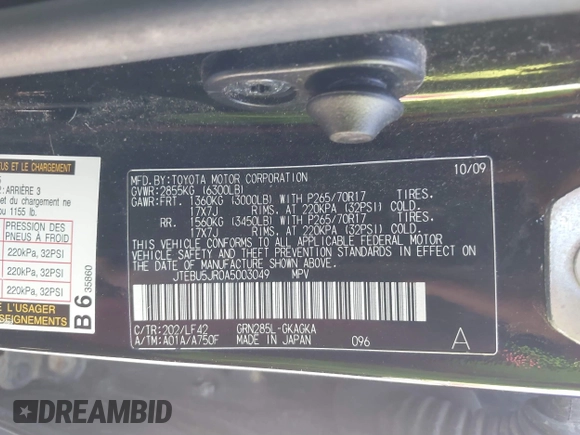 MFD.BY:TOYOTA MOTOR CORPORATION 10/09
GVWR:2855KG (6300LB)
GAWR:FRT. 1360KG (3000LB) WITH P265/70R17 TIRES.
17X7J RIMS. AT 220KPA (32PSI) COLD.
RR. 1560KG (3450LB) WITH P265/70R17 TIRES.
17X7J RIMS. AT 220KPA (32PSI) COLD.
THIS VEHICLE CONFORMS TO ALL APPLICABLE FEDERAL MOTOR
VEHICLE SAFETY AND THEFT PREVENTION STANDARDS IN EFFECT
ON THE DATE OF MANUFACTURE SHOWN ABOVE.
JTEBU5JR0A5003049 MPV
C/TR:202/LF42 GRN285L-GKAGKA
A/TM:A01A/A750F MADE IN JAPAN 096 A
2:ARRIÈRE 3
t du chargement ne
ou 1155 lb.
PRESSION DES
PNEUS À FROID
220kPa, 32PSI
220kPa, 32PSI
220kPa, 32PSI
L'USAGER
SEIGNEMENTS
B6 35860
DREAMBID